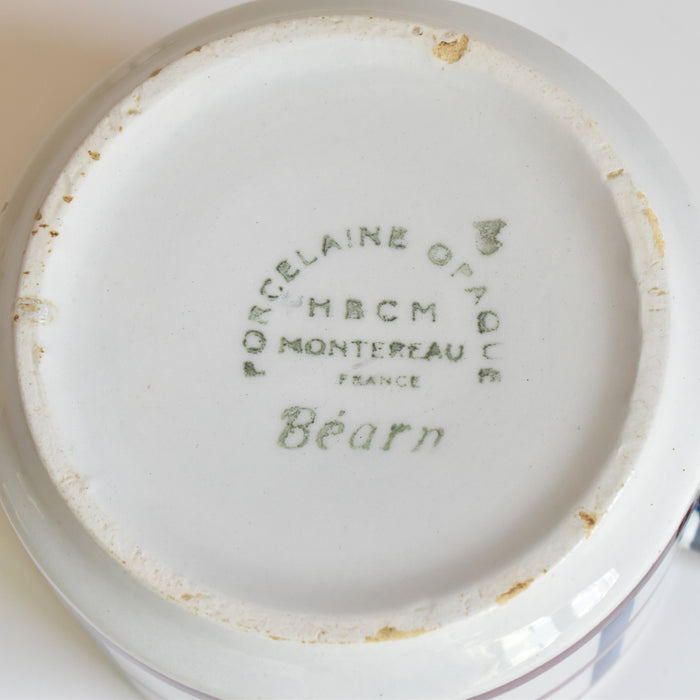 PORCELAINE OPAQUE
HBCM
MONTEREAU
FRANCE
Béarn